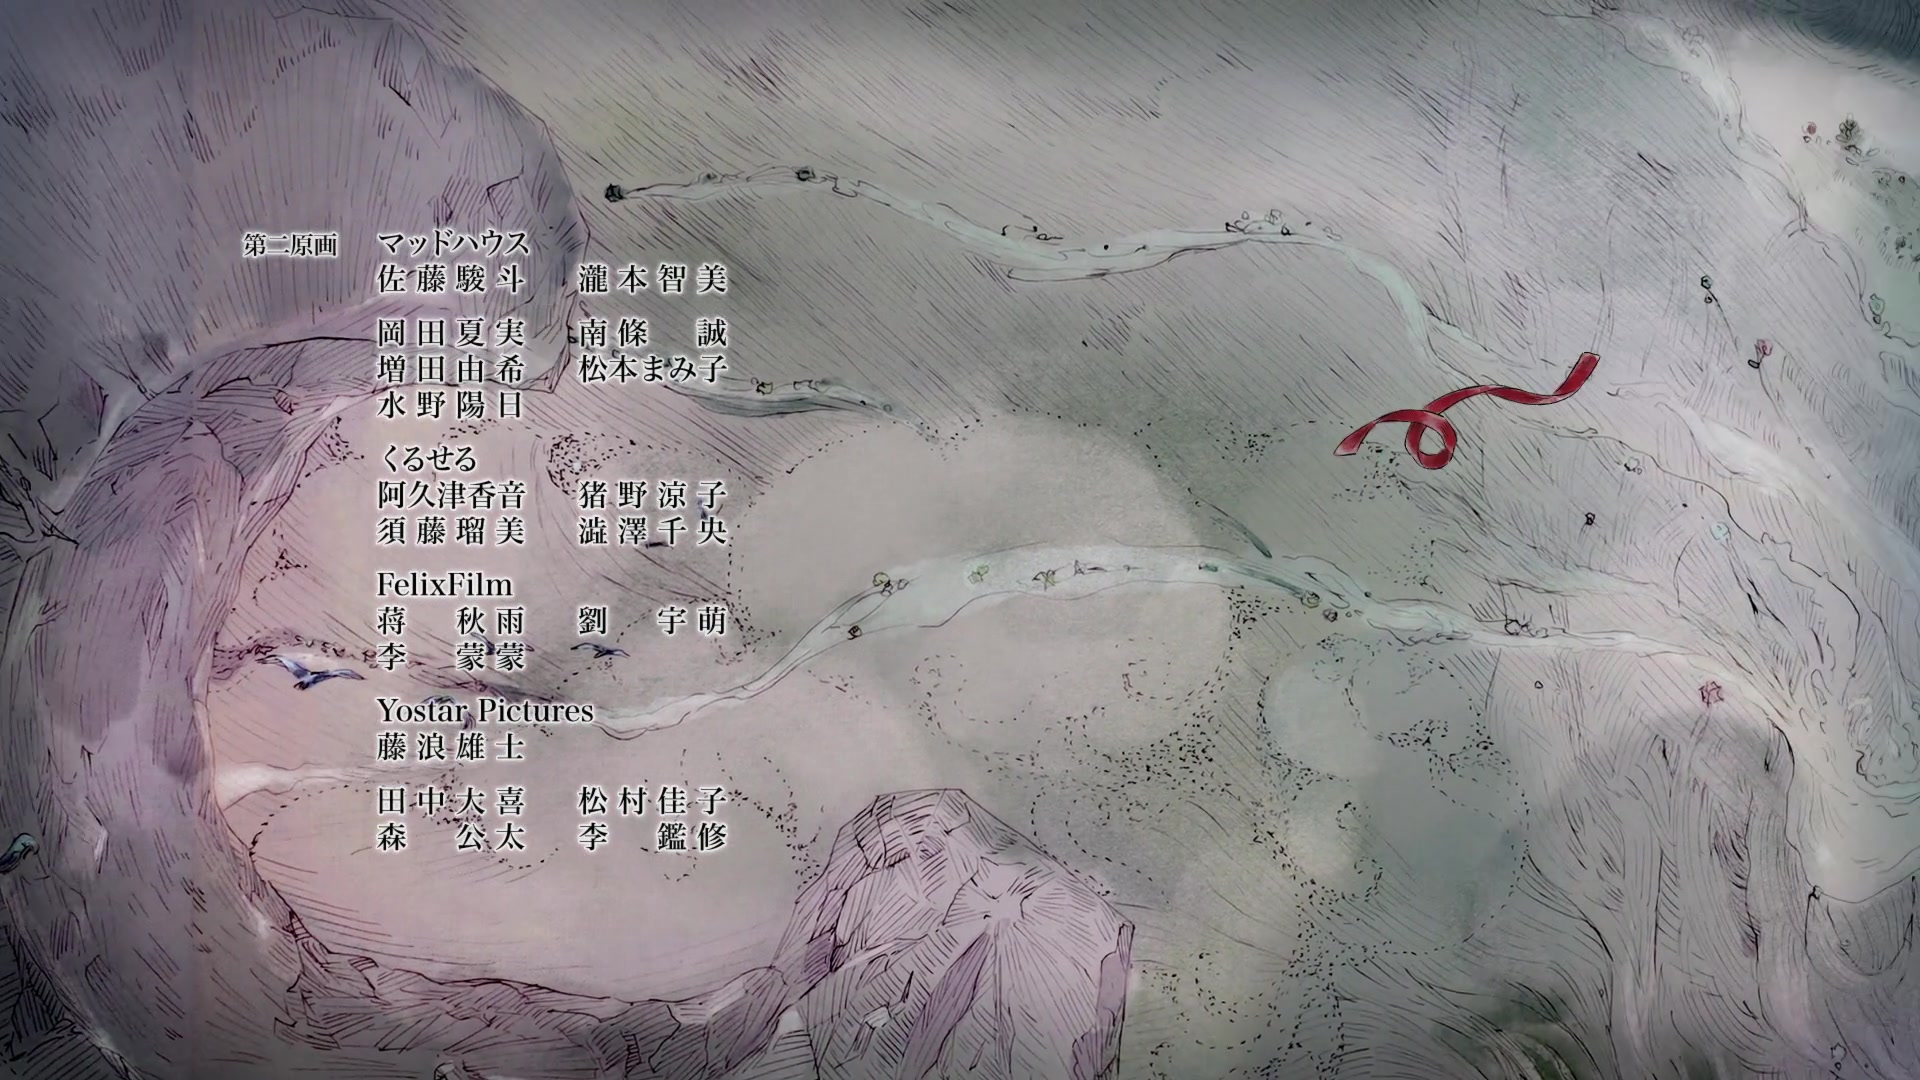 第二原画 マッドハウス
佐藤駿斗 瀧本智美
岡田夏実 南條 誠
増田由希 松本まみ子
水野陽日
くるせる
阿久津香音 猪野涼子
須藤瑠美 澁澤千央
FelixFilm
蒋 秋雨 劉 宇萌
李 蒙蒙
Yostar Pictures
藤浪雄士
田中大喜 松村佳子
森 公太 李 鑑修